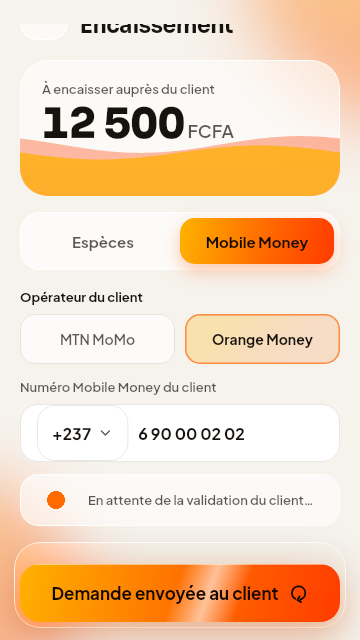 Encaissement
À encaisser auprès du client
12 500 FCFA
Espèces
Mobile Money
Opérateur du client
MTN MoMo
Orange Money
Numéro Mobile Money du client
+237
6 90 00 02 02
En attente de la validation du client…
Demande envoyée au client